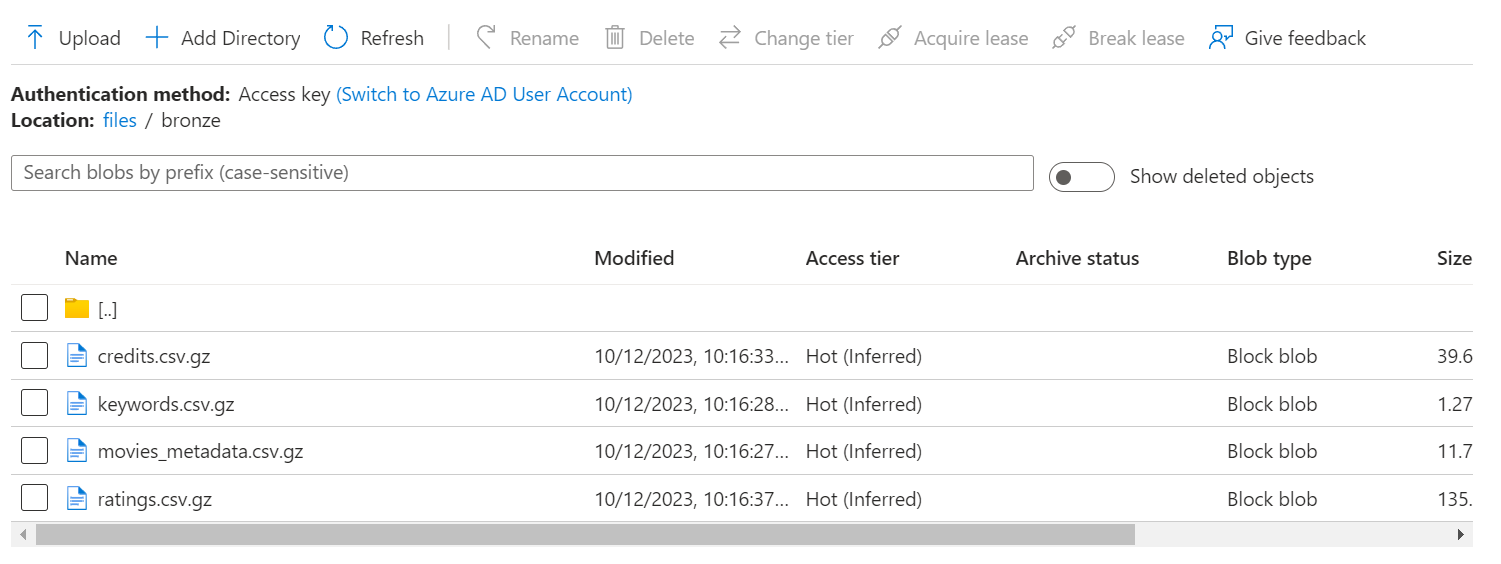 Upload Add Directory Refresh Rename Delete Change tier Acquire lease Break lease Give feedback
Authentication method: Access key (Switch to Azure AD User Account)
Location: files / bronze
Search blobs by prefix (case-sensitive)
Show deleted objects
Name Modified Access tier Archive status Blob type Size
[..]
credits.csv.gz 10/12/2023, 10:16:33... Hot (Inferred) Block blob 39.6
keywords.csv.gz 10/12/2023, 10:16:28... Hot (Inferred) Block blob 1.27
movies_metadata.csv.gz 10/12/2023, 10:16:27... Hot (Inferred) Block blob 11.7
ratings.csv.gz 10/12/2023, 10:16:37... Hot (Inferred) Block blob 135.